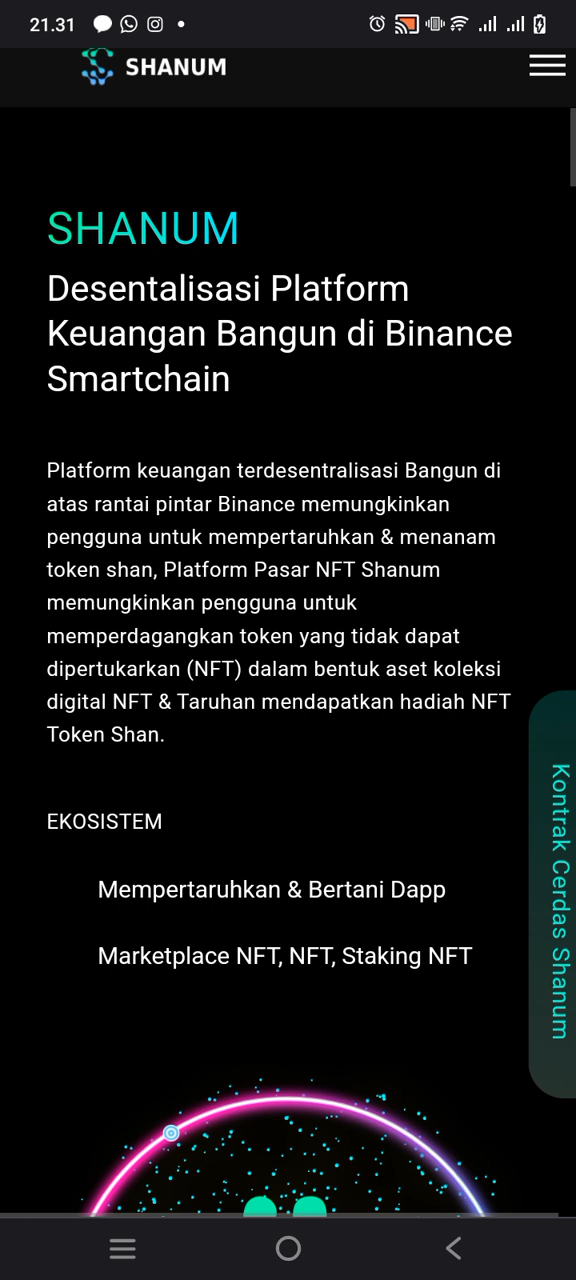 21.31
SHANUM
SHANUM
Desentalisasi Platform
Keuangan Bangun di Binance
Smartchain
Platform keuangan terdesentralisasi Bangun di
atas rantai pintar Binance memungkinkan
pengguna untuk mempertaruhkan & menanam
token shan, Platform Pasar NFT Shanum
memungkinkan pengguna untuk
memperdagangkan token yang tidak dapat
dipertukarkan (NFT) dalam bentuk aset koleksi
digital NFT & Taruhan mendapatkan hadiah NFT
Token Shan.
Kontrak Cerdas Shanum
EKOSISTEM
Mempertaruhkan & Bertani Dapp
Marketplace NFT, NFT, Staking NFT